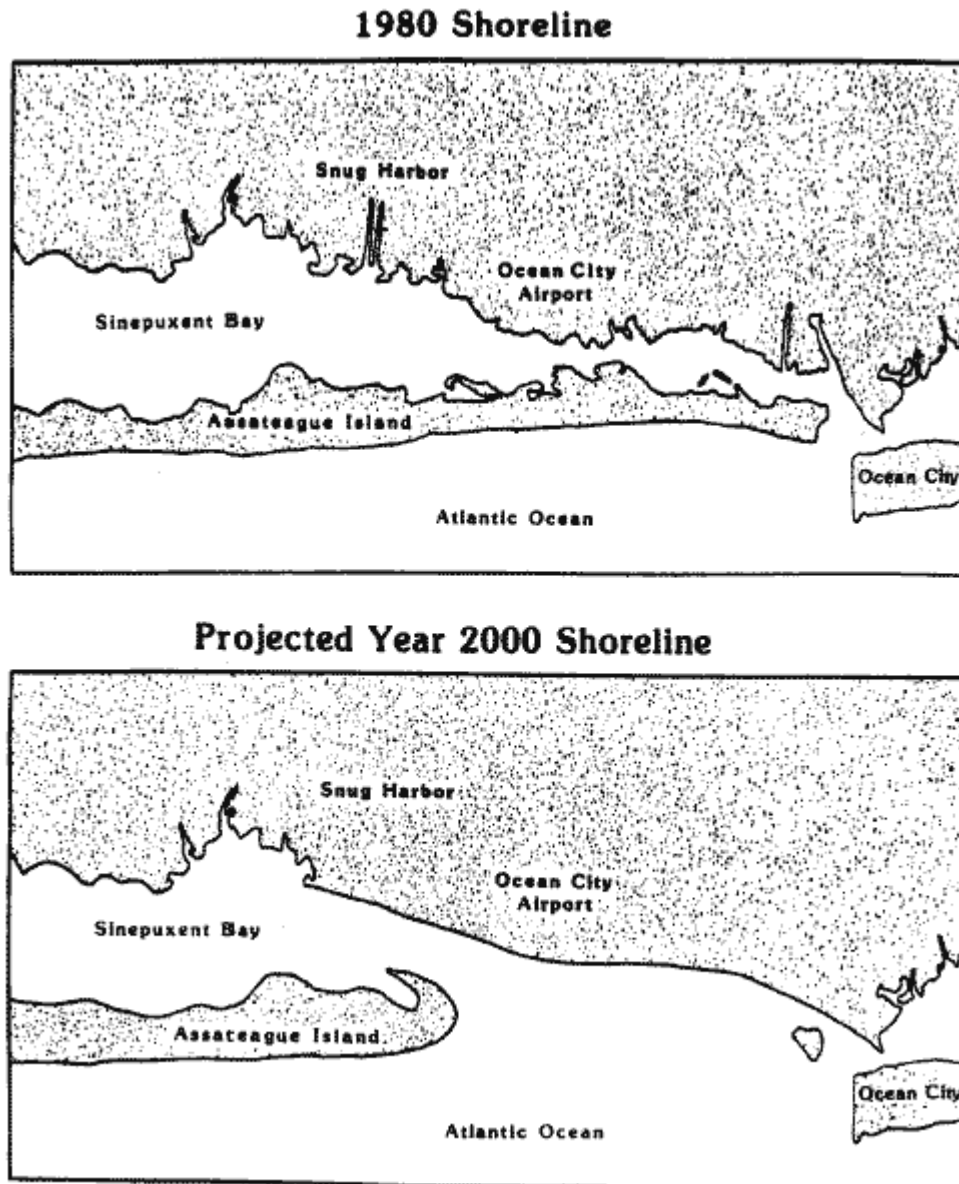 1980 Shoreline
Snug Harbor
Ocean City
Airport
Sinepuxent Bay
Assateague Island
Ocean City
Atlantic Ocean
Projected Year 2000 Shoreline
Snug Harbor
Ocean City
Airport
Sinepuxent Bay
Assateague Island
Ocean City
Atlantic Ocean